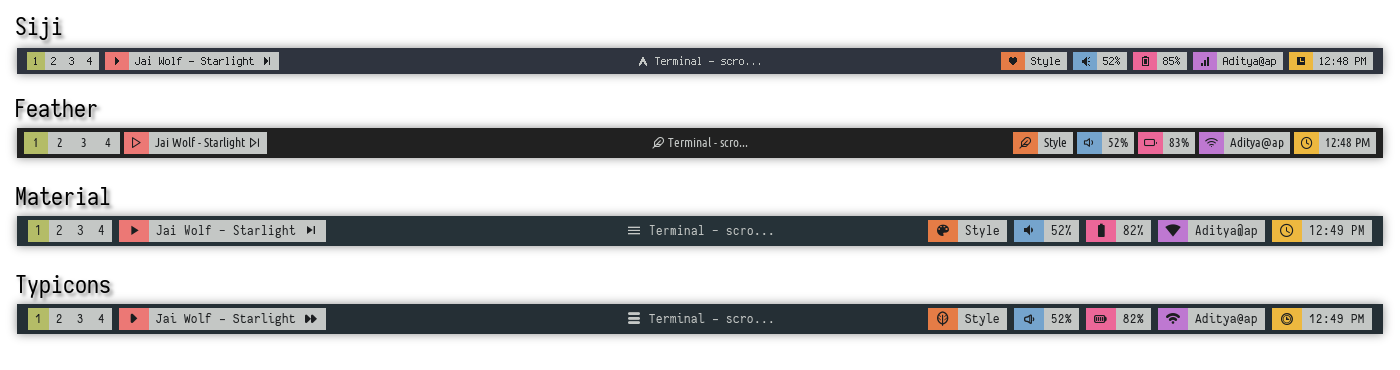 Siji
1 2 3 4 Jai Wolf - Starlight Terminal - scro... Style 52% 85% Aditya@ap 12:48 PM
Feather
1 2 3 4 Jai Wolf - Starlight Terminal - scro... Style 52% 83% Aditya@ap 12:48 PM
Material
1 2 3 4 Jai Wolf - Starlight Terminal - scro... Style 52% 82% Aditya@ap 12:49 PM
Typicons
1 2 3 4 Jai Wolf - Starlight Terminal - scro... Style 52% 82% Aditya@ap 12:49 PM